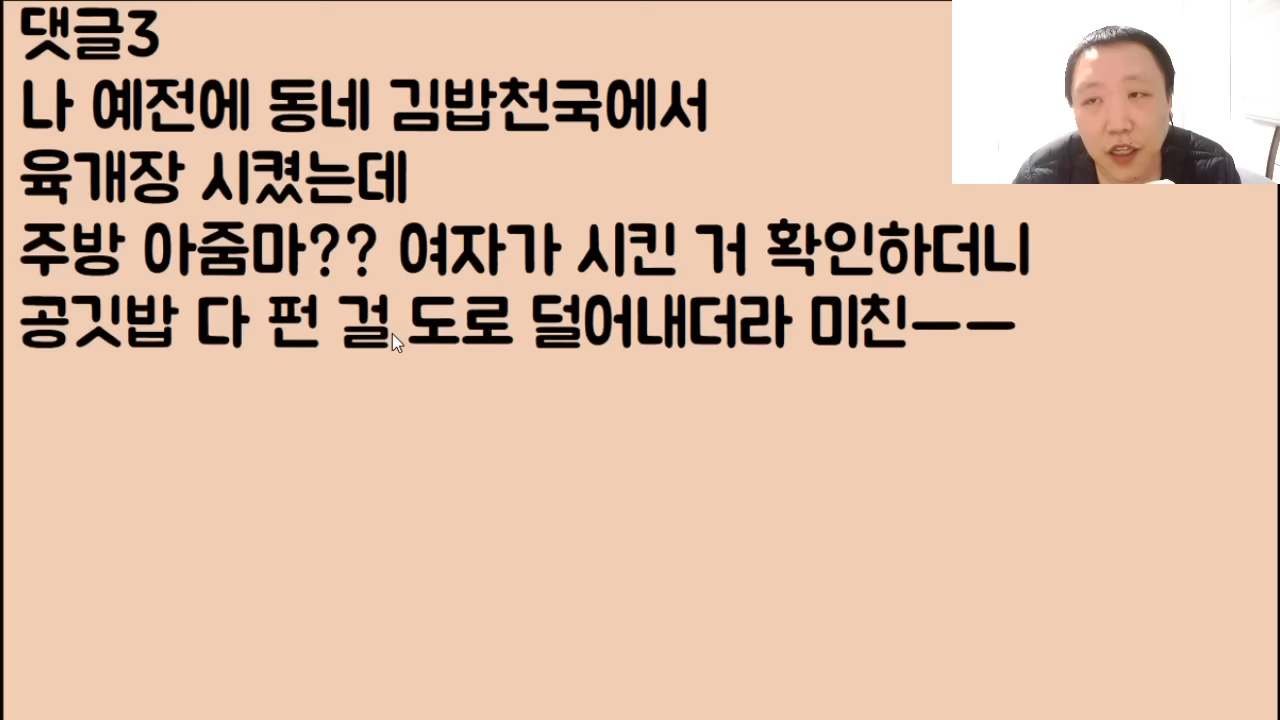 댓글3
나 예전에 동네 김밥천국에서
육개장 시켰는데
주방 아줌마?? 여자가 시킨 거 확인하더니
공깃밥 다 펀 걸 도로 덜어내더라 미친ㅡㅡ